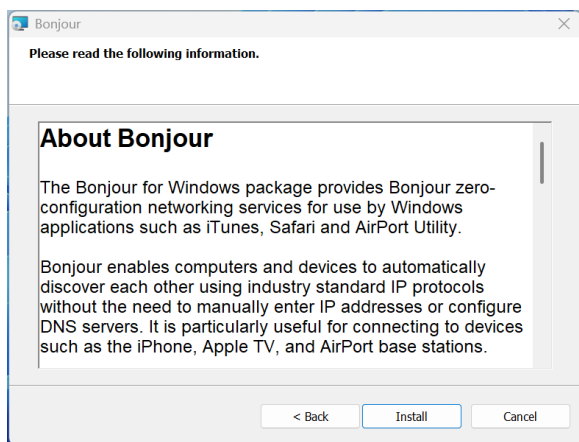 Bonjour
Please read the following information.
About Bonjour
The Bonjour for Windows package provides Bonjour zero-
configuration networking services for use by Windows
applications such as iTunes, Safari and AirPort Utility.
Bonjour enables computers and devices to automatically
discover each other using industry standard IP protocols
without the need to manually enter IP addresses or configure
DNS servers. It is particularly useful for connecting to devices
such as the iPhone, Apple TV, and AirPort base stations.
< Back
Install
Cancel